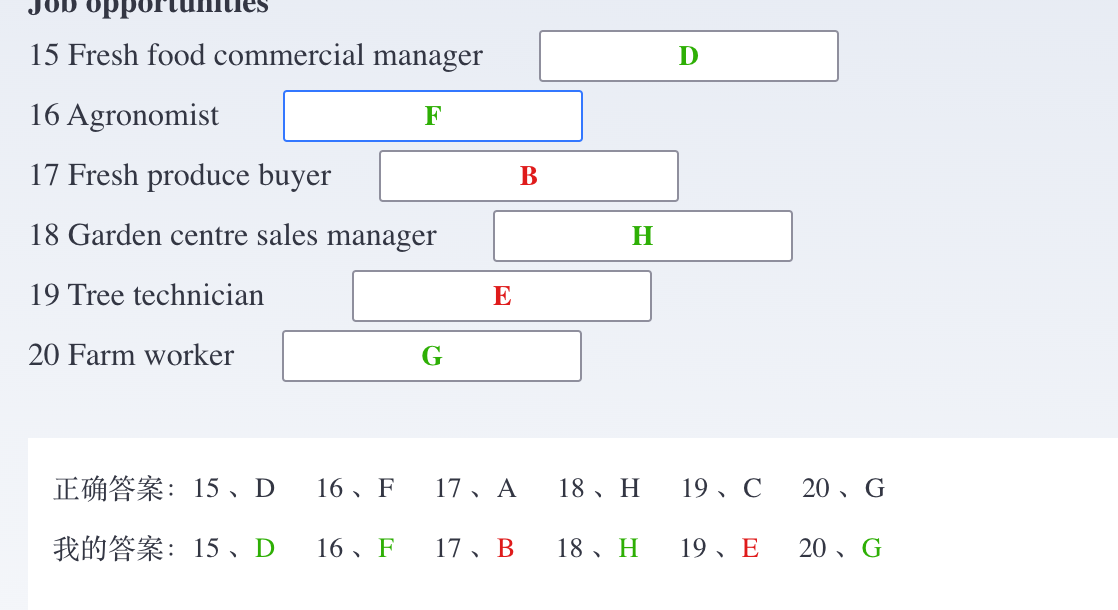 Job opportunities
15 Fresh food commercial manager D
16 Agronomist F
17 Fresh produce buyer B
18 Garden centre sales manager H
19 Tree technician E
20 Farm worker G
正确答案：15 、D 16 、F 17 、A 18 、H 19 、C 20 、G
我的答案：15 、D 16 、F 17 、B 18 、H 19 、E 20 、G